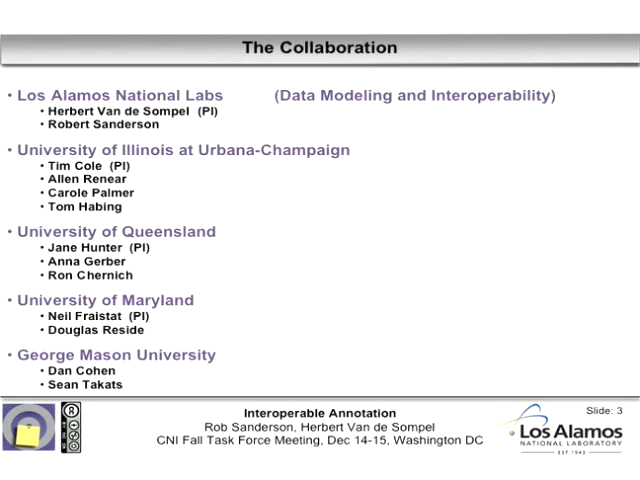 The Collaboration
• Los Alamos National Labs (Data Modeling and Interoperability)
• Herbert Van de Sompel (PI)
• Robert Sanderson
• University of Illinois at Urbana-Champaign
• Tim Cole (PI)
• Allen Renear
• Carole Palmer
• Tom Habing
• University of Queensland
• Jane Hunter (PI)
• Anna Gerber
• Ron Chernich
• University of Maryland
• Neil Fraistat (PI)
• Douglas Reside
• George Mason University
• Dan Cohen
• Sean Takats
Interoperable Annotation
Rob Sanderson, Herbert Van de Sompel
CNI Fall Task Force Meeting, Dec 14-15, Washington DC
Slide: 3
Los Alamos
NATIONAL LABORATORY
EST. 1943